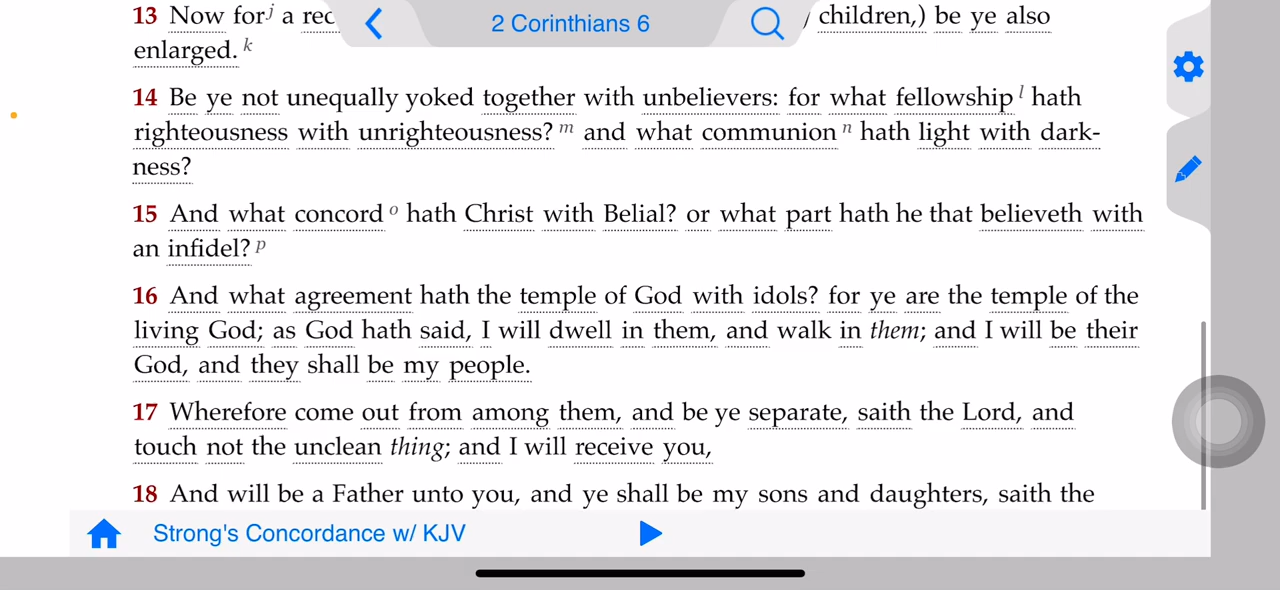 2 Corinthians 6
13 Now for j a rec children,) be ye also
enlarged. k
14 Be ye not unequally yoked together with unbelievers: for what fellowship l hath
righteousness with unrighteousness? m and what communion n hath light with dark-
ness?
15 And what concord o hath Christ with Belial? or what part hath he that believeth with
an infidel? p
16 And what agreement hath the temple of God with idols? for ye are the temple of the
living God; as God hath said, I will dwell in them, and walk in them; and I will be their
God, and they shall be my people.
17 Wherefore come out from among them, and be ye separate, saith the Lord, and
touch not the unclean thing; and I will receive you,
18 And will be a Father unto you, and ye shall be my sons and daughters, saith the
Strong's Concordance w/ KJV